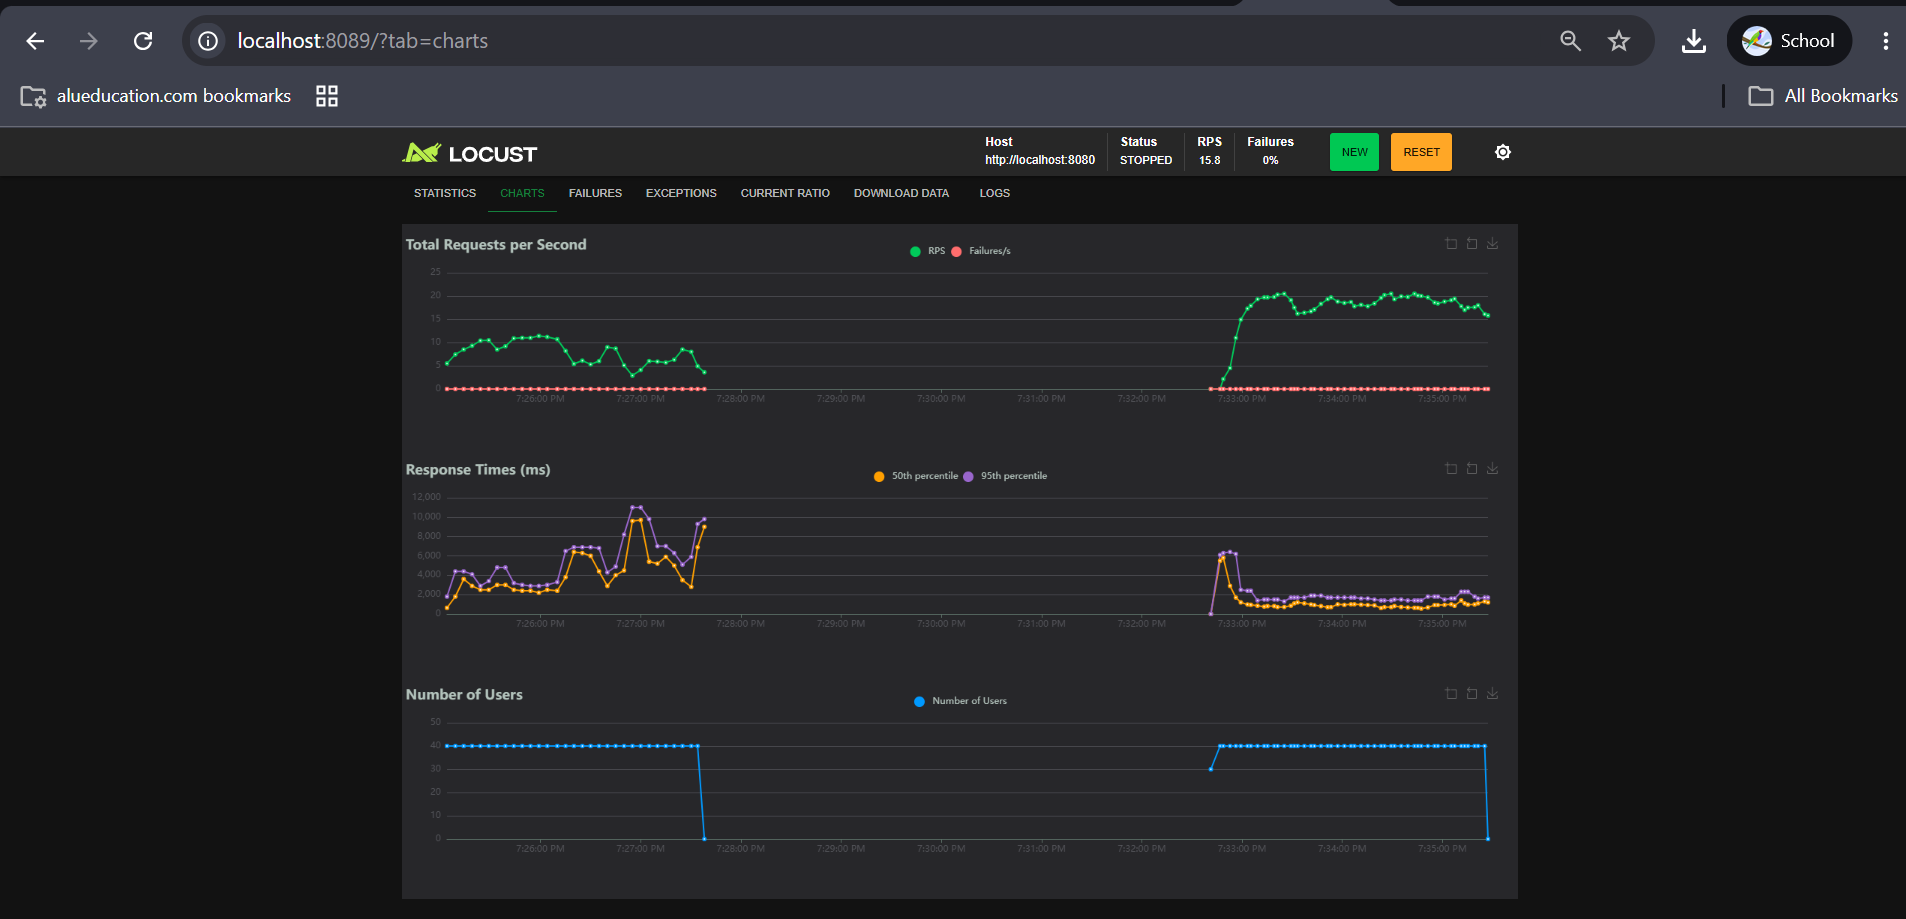 localhost:8089/?tab=charts
School
alueducation.com bookmarks
All Bookmarks
LOCUST
Host
http://localhost:8080
Status
STOPPED
RPS
15.8
Failures
0%
NEW
RESET
STATISTICS CHARTS FAILURES EXCEPTIONS CURRENT RATIO DOWNLOAD DATA LOGS
Total Requests per Second
RPS Failures/s
25
20
15
10
5
0
7:26:00 PM 7:27:00 PM 7:28:00 PM 7:29:00 PM 7:30:00 PM 7:31:00 PM 7:32:00 PM 7:33:00 PM 7:34:00 PM 7:35:00 PM
Response Times (ms)
50th percentile 95th percentile
12,000
10,000
8,000
6,000
4,000
2,000
0
7:26:00 PM 7:27:00 PM 7:28:00 PM 7:29:00 PM 7:30:00 PM 7:31:00 PM 7:32:00 PM 7:33:00 PM 7:34:00 PM 7:35:00 PM
Number of Users
Number of Users
50
40
30
20
10
0
7:26:00 PM 7:27:00 PM 7:28:00 PM 7:29:00 PM 7:30:00 PM 7:31:00 PM 7:32:00 PM 7:33:00 PM 7:34:00 PM 7:35:00 PM